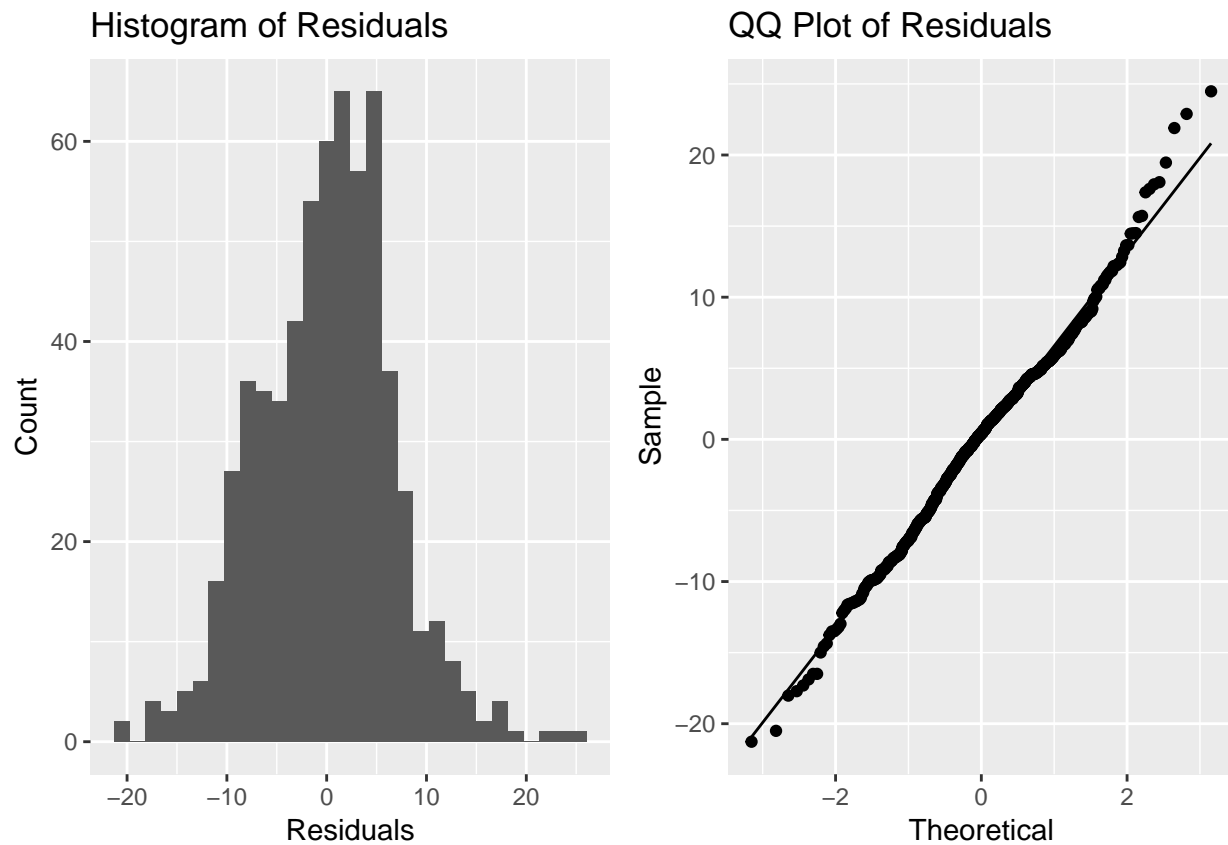 Histogram of Residuals
60
40
20
0
Count
−20 −10 0 10 20
Residuals
QQ Plot of Residuals
20
10
0
−10
−20
Sample
−2 0 2
Theoretical